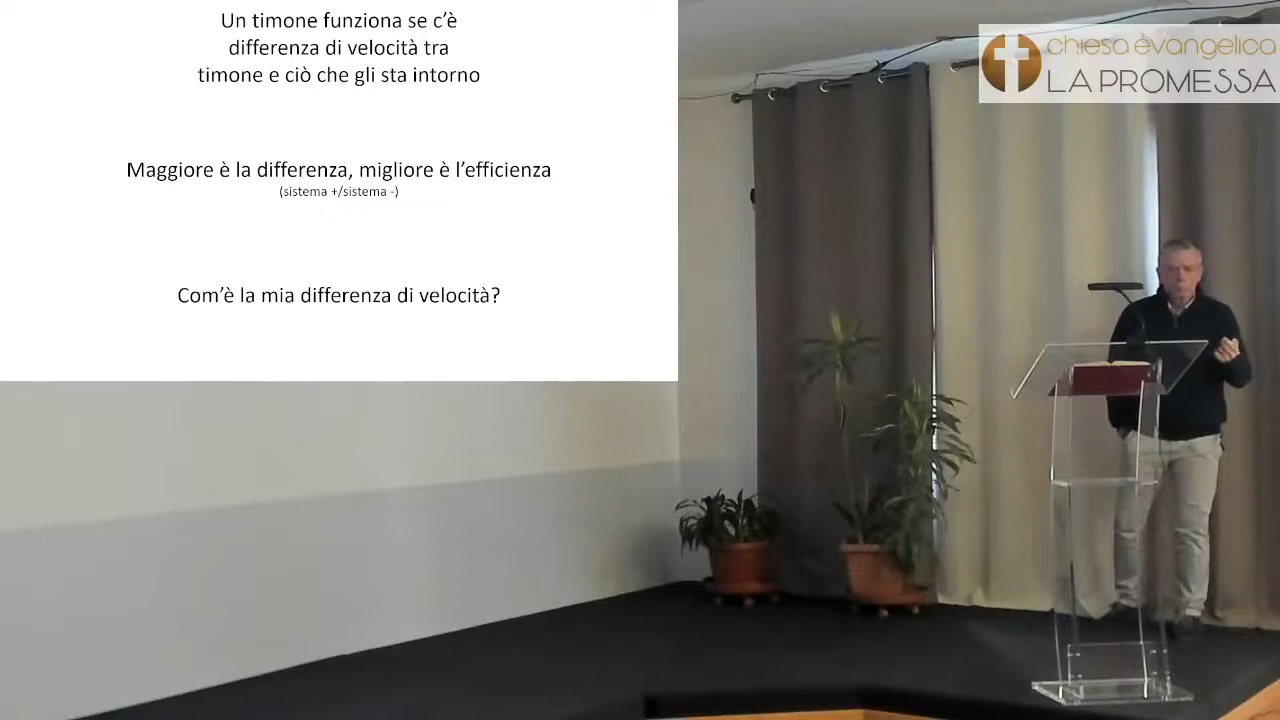 Un timone funziona se c’è
differenza di velocità tra
timone e ciò che gli sta intorno
Maggiore è la differenza, migliore è l’efficienza
(sistema +/sistema -)
Com’è la mia differenza di velocità?
chiesa evangelica
LA PROMESSA